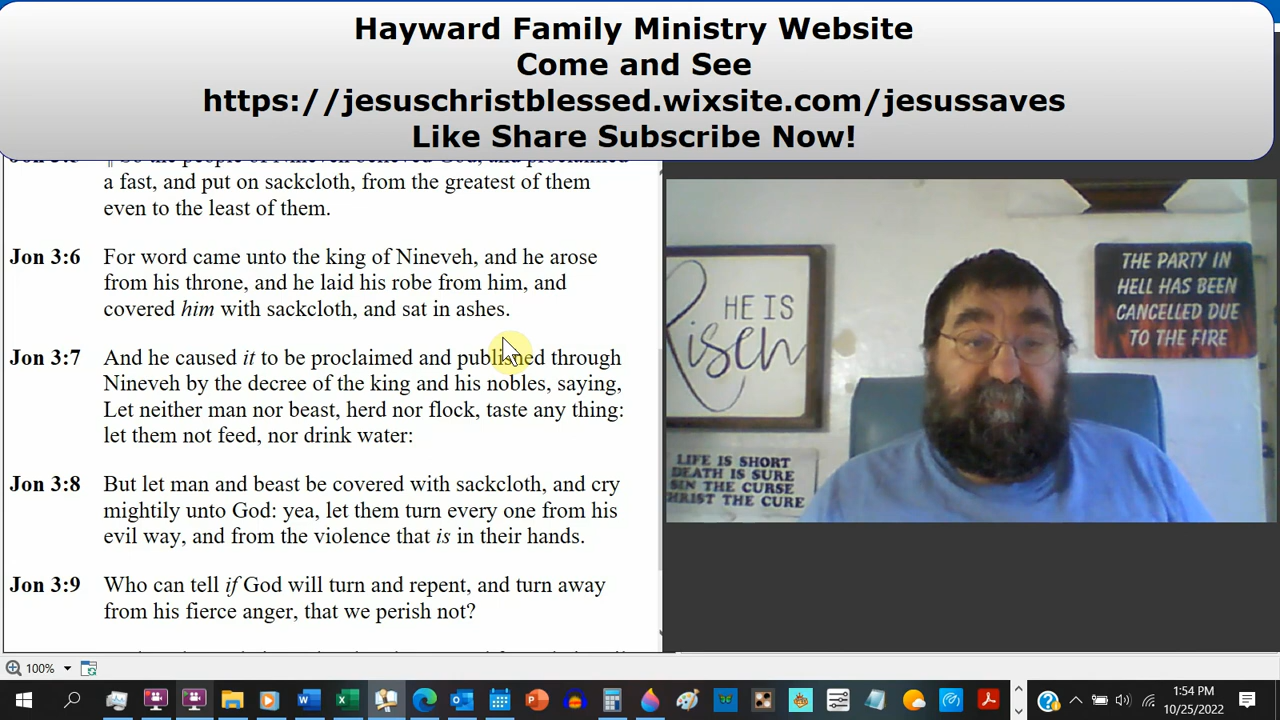 Hayward Family Ministry Website
Come and See
https://jesuschristblessed.wixsite.com/jesussaves
Like Share Subscribe Now!
¶ So the people of Nineveh believed God, and proclaimed
a fast, and put on sackcloth, from the greatest of them
even to the least of them.
Jon 3:6 For word came unto the king of Nineveh, and he arose
from his throne, and he laid his robe from him, and
covered him with sackcloth, and sat in ashes.
Jon 3:7 And he caused it to be proclaimed and published through
Nineveh by the decree of the king and his nobles, saying,
Let neither man nor beast, herd nor flock, taste any thing:
let them not feed, nor drink water:
Jon 3:8 But let man and beast be covered with sackcloth, and cry
mightily unto God: yea, let them turn every one from his
evil way, and from the violence that is in their hands.
Jon 3:9 Who can tell if God will turn and repent, and turn away
from his fierce anger, that we perish not?
HE IS
Risen
THE PARTY IN
HELL HAS BEEN
CANCELLED DUE
TO THE FIRE
LIFE IS SHORT
DEATH IS SURE
SIN THE CURSE
CHRIST THE CURE
100%
1:54 PM
10/25/2022